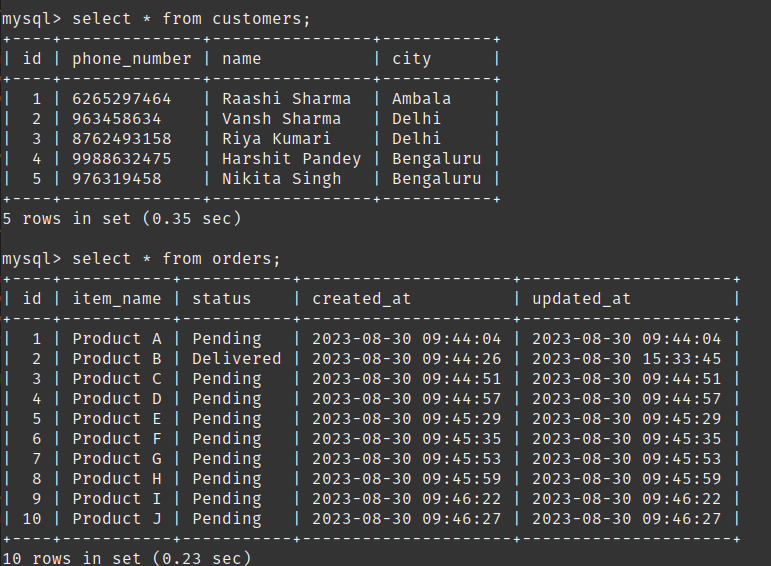 mysql> select * from customers;
+----+--------------+----------------+-----------+
| id | phone_number | name           | city      |
+----+--------------+----------------+-----------+
|  1 | 6265297464   | Raashi Sharma  | Ambala    |
|  2 | 963458634    | Vansh Sharma   | Delhi     |
|  3 | 8762493158   | Riya Kumari    | Delhi     |
|  4 | 9988632475   | Harshit Pandey | Bengaluru |
|  5 | 976319458    | Nikita Singh   | Bengaluru |
+----+--------------+----------------+-----------+
5 rows in set (0.35 sec)

mysql> select * from orders;
+----+-----------+-----------+---------------------+---------------------+
| id | item_name | status    | created_at          | updated_at          |
+----+-----------+-----------+---------------------+---------------------+
|  1 | Product A | Pending   | 2023-08-30 09:44:04 | 2023-08-30 09:44:04 |
|  2 | Product B | Delivered | 2023-08-30 09:44:26 | 2023-08-30 15:33:45 |
|  3 | Product C | Pending   | 2023-08-30 09:44:51 | 2023-08-30 09:44:51 |
|  4 | Product D | Pending   | 2023-08-30 09:44:57 | 2023-08-30 09:44:57 |
|  5 | Product E | Pending   | 2023-08-30 09:45:29 | 2023-08-30 09:45:29 |
|  6 | Product F | Pending   | 2023-08-30 09:45:35 | 2023-08-30 09:45:35 |
|  7 | Product G | Pending   | 2023-08-30 09:45:53 | 2023-08-30 09:45:53 |
|  8 | Product H | Pending   | 2023-08-30 09:45:59 | 2023-08-30 09:45:59 |
|  9 | Product I | Pending   | 2023-08-30 09:46:22 | 2023-08-30 09:46:22 |
| 10 | Product J | Pending   | 2023-08-30 09:46:27 | 2023-08-30 09:46:27 |
+----+-----------+-----------+---------------------+---------------------+
10 rows in set (0.23 sec)